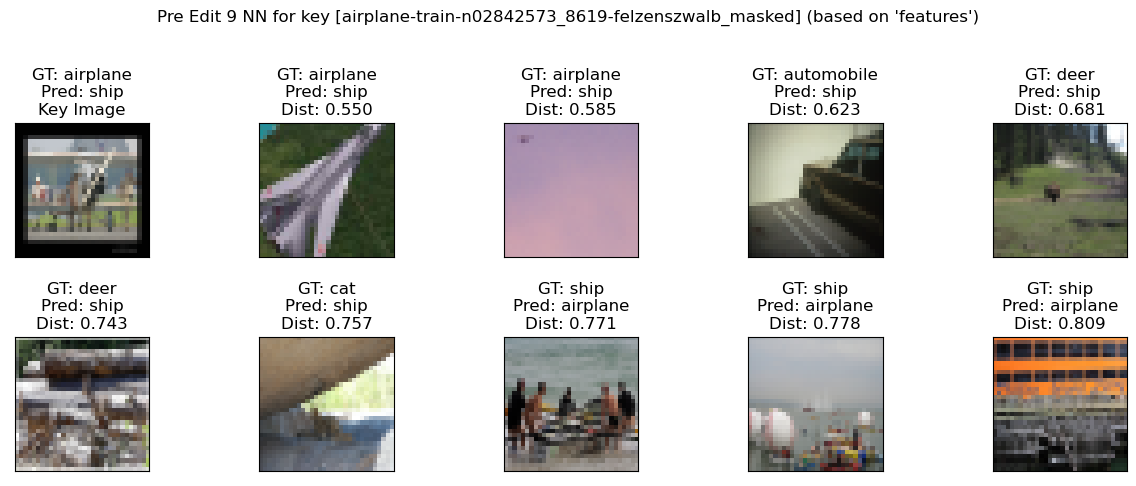 Pre Edit 9 NN for key [airplane-train-n02842573_8619-felzenszwalb_masked] (based on 'features')
GT: airplane
Pred: ship
Key Image
GT: airplane
Pred: ship
Dist: 0.550
GT: airplane
Pred: ship
Dist: 0.585
GT: automobile
Pred: ship
Dist: 0.623
GT: deer
Pred: ship
Dist: 0.681
GT: deer
Pred: ship
Dist: 0.743
GT: cat
Pred: ship
Dist: 0.757
GT: ship
Pred: airplane
Dist: 0.771
GT: ship
Pred: airplane
Dist: 0.778
GT: ship
Pred: airplane
Dist: 0.809